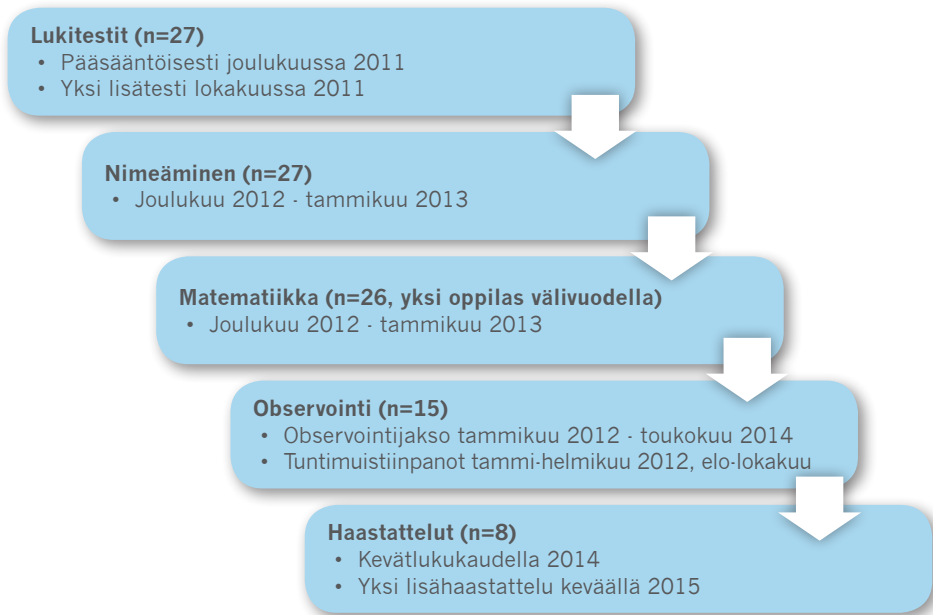 Lukitestit (n=27)
• Pääsääntöisesti joulukuussa 2011
• Yksi lisätesti lokakuussa 2011
Nimeäminen (n=27)
• Joulukuu 2012 - tammikuu 2013
Matematiikka (n=26, yksi oppilas välivuodella)
• Joulukuu 2012 - tammikuu 2013
Observointi (n=15)
• Observointijakso tammikuu 2012 - toukokuu 2014
• Tuntimuistiinpanot tammi-helmikuu 2012, elo-lokakuu
Haastattelut (n=8)
• Kevätlukukaudella 2014
• Yksi lisähaastattelu keväällä 2015